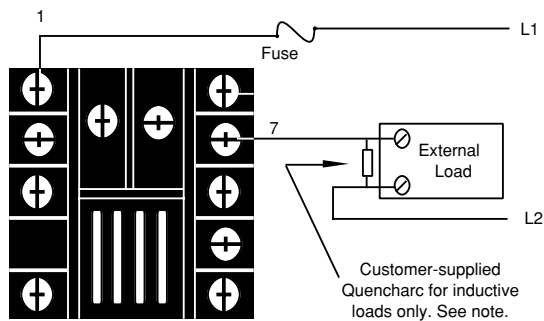 1
L1
Fuse
7
External
Load
L2
Customer-supplied
Quencharc for inductive
loads only. See note.